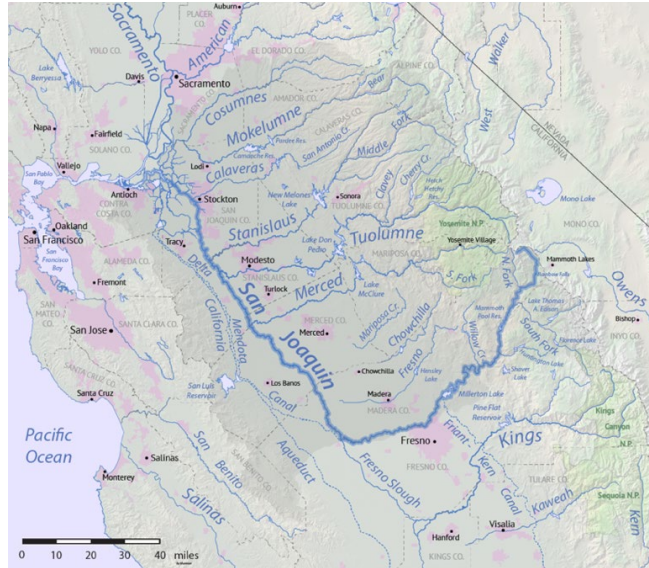 Auburn
PLACER
CO.
Sacramento
American
YOLO CO.
EL DORADO CO.
Lake
Berryessa
Davis
Sacramento
ALPINE CO.
Walker
West
NEVADA
CALIFORNIA
SACRAMENTO CO.
Cosumnes
AMADOR CO.
Bear
Napa
Fairfield
SOLANO CO.
Mokelumne
CALAVERAS CO.
Fork
Middle
San Antonio Cr.
Pardee Res.
Camanche Res.
Vallejo
San Pablo
Bay
Lodi
Calaveras
Clavey
Cherry Cr.
Hetch
Hetchy
Res.
Antioch
CONTRA
COSTA CO.
Stockton
SAN
JOAQUIN CO.
New Melones
Lake
Sonora
TUOLUMNE CO.
Mono Lake
MONO CO.
Oakland
San Francisco
San
Francisco
Bay
Tracy
Stanislaus
Lake Don
Pedro
Tuolumne
Yosemite N.P.
Yosemite Village
MARIPOSA CO.
N. Fork
Mammoth Lakes
ALAMEDA CO.
Delta
Modesto
STANISLAUS CO.
Turlock
Merced
Lake
McClure
S. Fork
Owens
Fremont
SAN
MATEO
CO.
California
Mendota
San
Joaquin
MERCED CO.
Merced
Mariposa Cr.
Chowchilla
Mammoth
Pool Res.
Willow Cr.
Lake Thomas
A. Edison
South Fork
Bishop
INYO CO.
Florence Lake
Huntington Lake
Shaver
Lake
San Jose
SANTA CLARA CO.
SANTA CRUZ CO.
Fresno
Chowchilla
Hensley
Lake
San Luis
Reservoir
Los Banos
Canal
Madera
MADERA CO.
Millerton Lake
Pine Flat
Reservoir
Santa Cruz
Kings
Canyon
N.P.
Pacific
Ocean
San
Benito
SAN BENITO CO.
Aqueduct
Fresno
FRESNO CO.
Friant
Kern
Canal
Kings
Salinas
Monterey
Salinas
Fresno Slough
TULARE CO.
Kaweah
Sequoia N.P.
Kern
Hanford
KINGS CO.
Visalia
0 10 20 30 40 miles